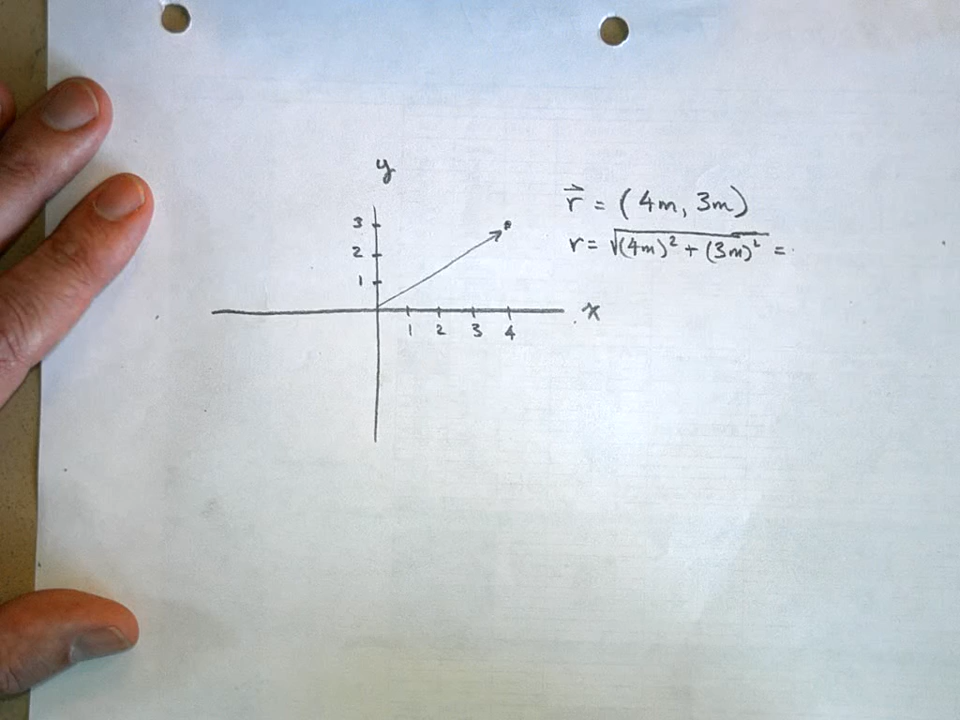 y
r⃗ = (4m, 3m)
r = √(4m)² + (3m)² =
3
2
1
x
1 2 3 4